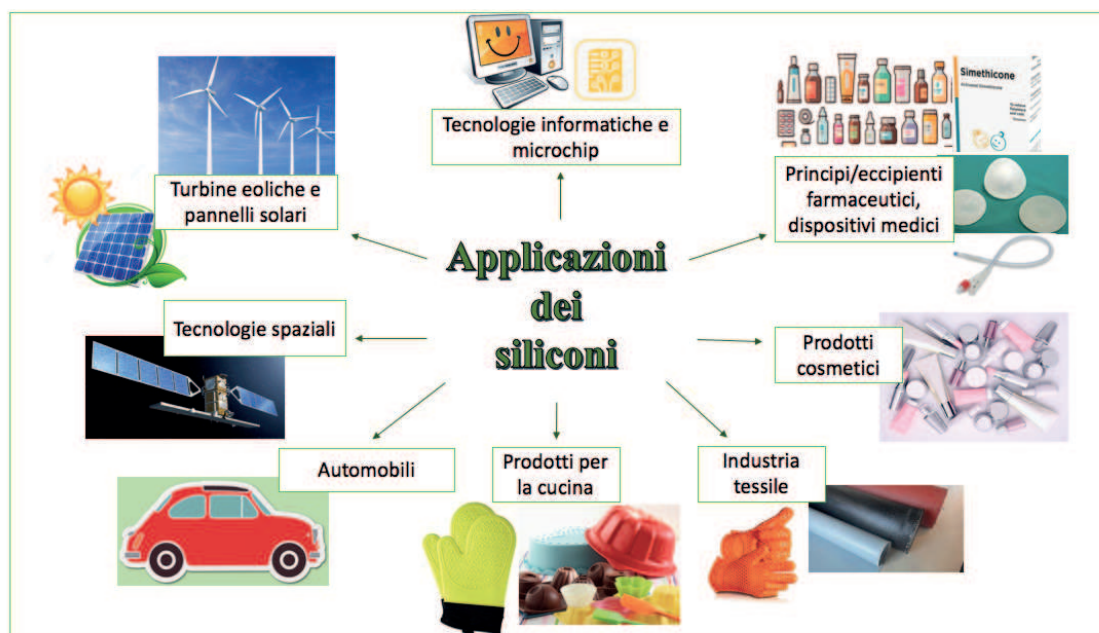 Tecnologie informatiche e
microchip
Simethicone
Turbine eoliche e
pannelli solari
Principi/eccipienti
farmaceutici,
dispositivi medici
Applicazioni
dei
siliconi
Tecnologie spaziali
Prodotti
cosmetici
Automobili
Prodotti per
la cucina
Industria
tessile